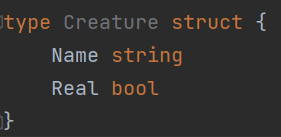 type Creature struct {
    Name string
    Real bool
}